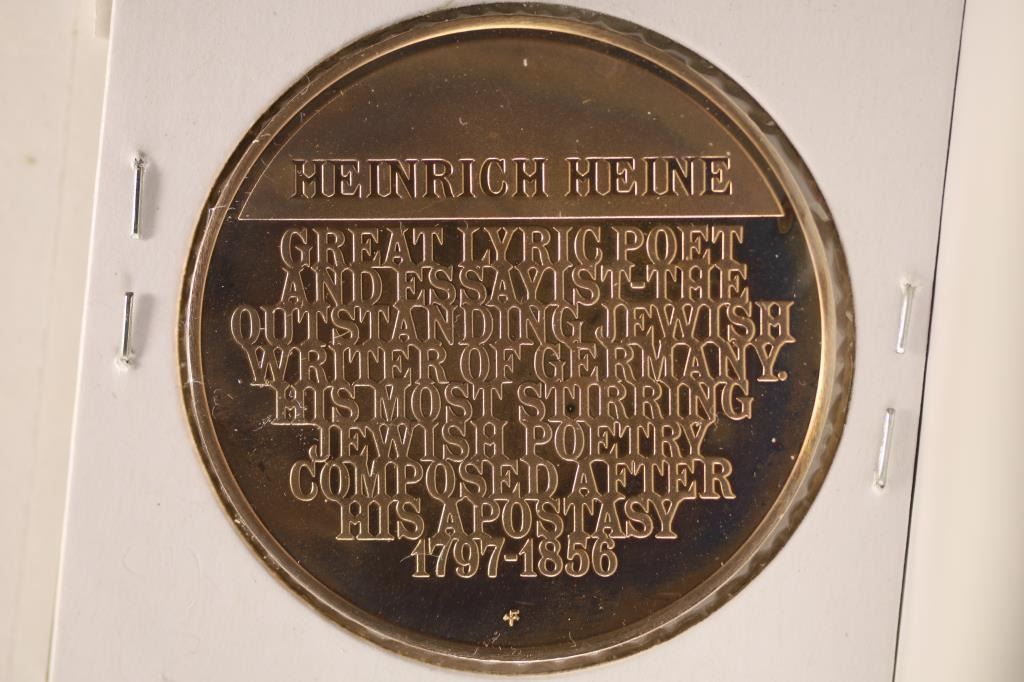 HEINRICH HEINE
GREAT LYRIC POET
AND ESSAYIST-THE
OUTSTANDING JEWISH
WRITER OF GERMANY.
HIS MOST STIRRING
JEWISH POETRY
COMPOSED AFTER
HIS APOSTASY
1797-1856